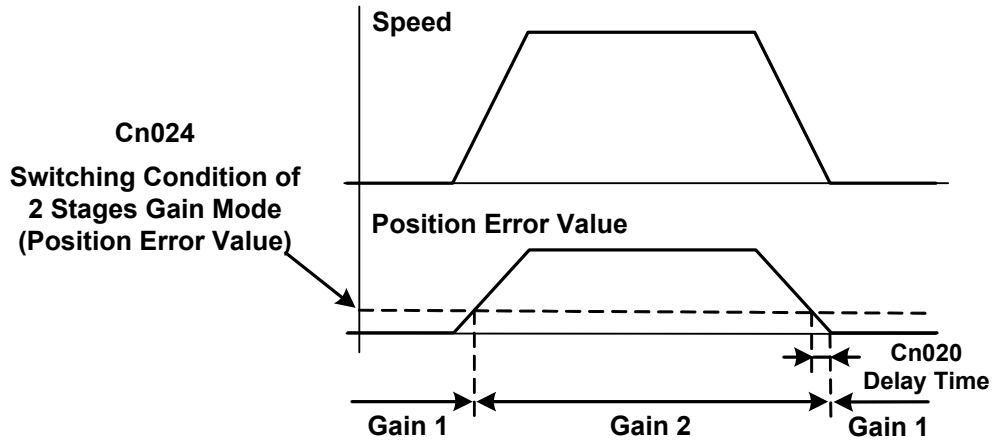 Speed
Cn024
Switching Condition of
2 Stages Gain Mode
(Position Error Value)
Position Error Value
Cn020
Delay Time
Gain 1
Gain 2
Gain 1